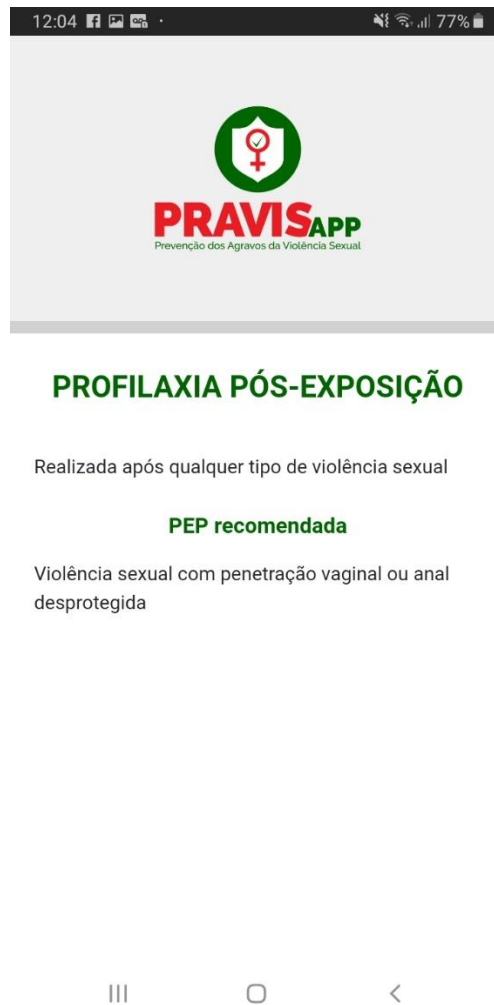 12:04
77%
PRAVISAPP
Prevenção dos Agravos da Violência Sexual
PROFILAXIA PÓS-EXPOSIÇÃO
Realizada após qualquer tipo de violência sexual
PEP recomendada
Violência sexual com penetração vaginal ou anal
desprotegida